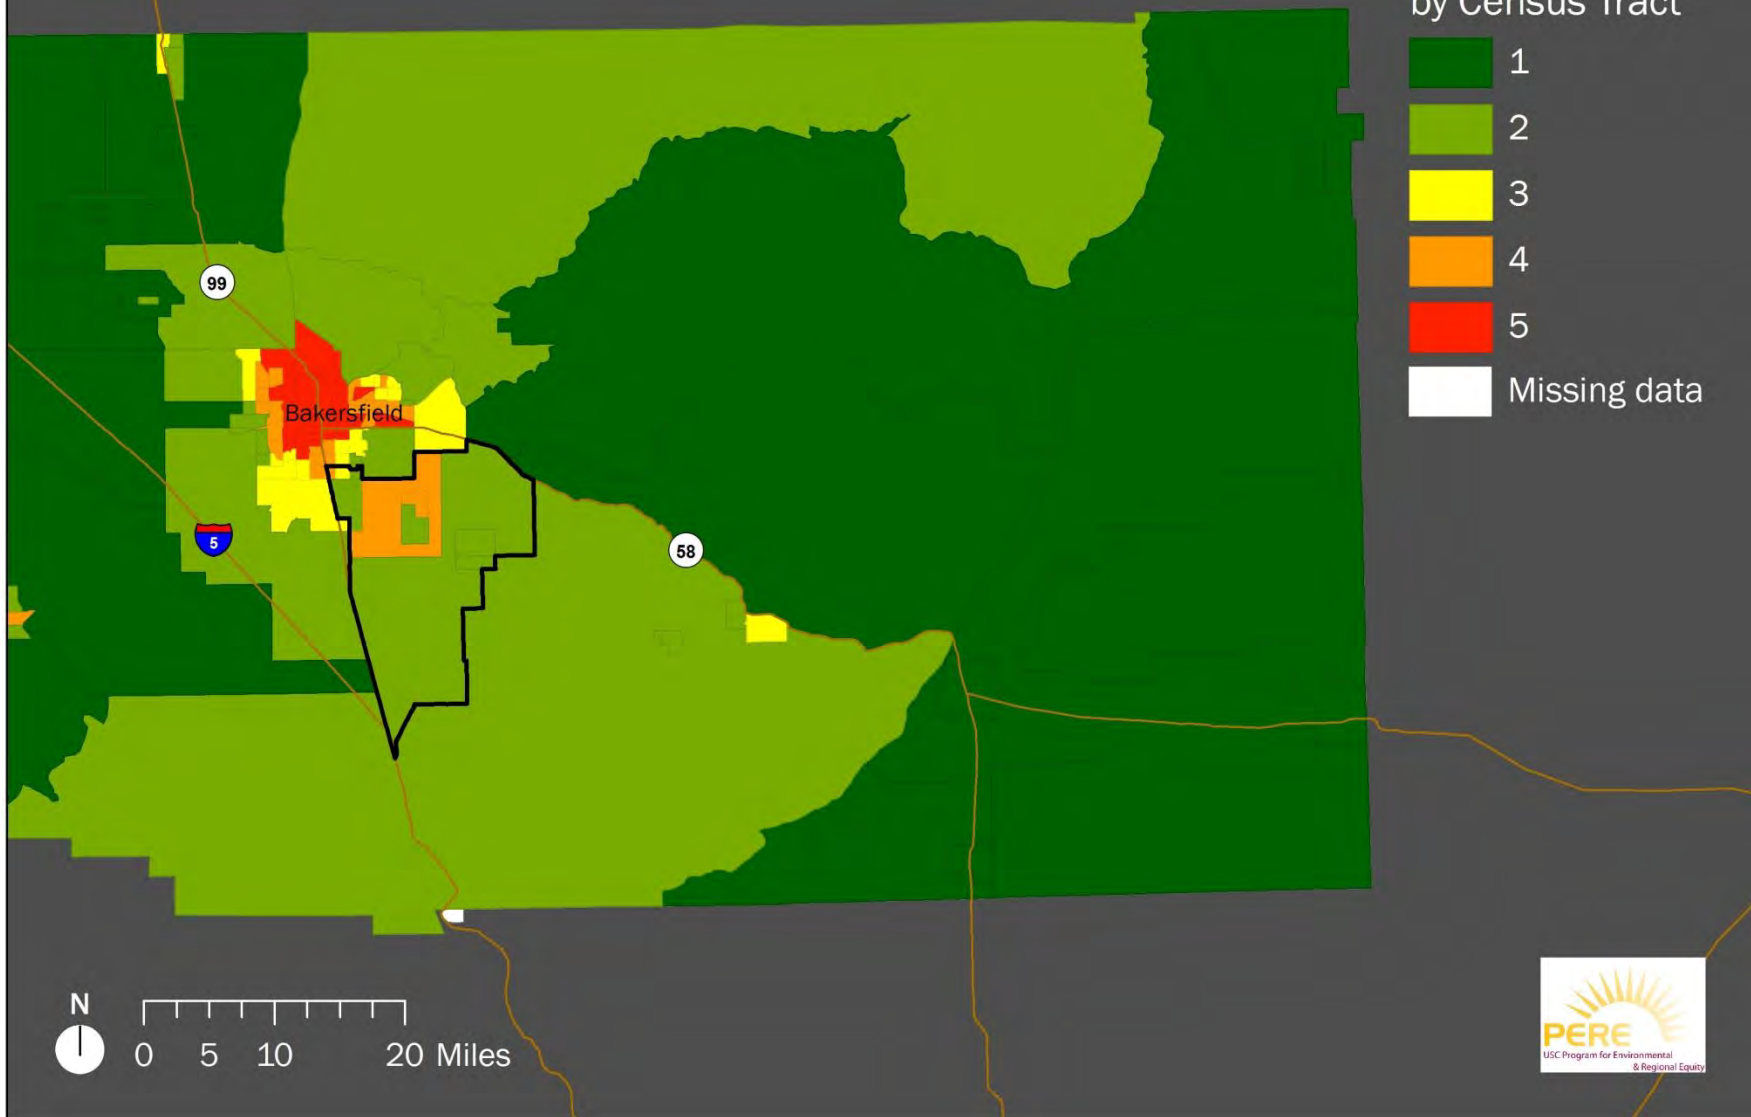 by Census Tract
1
2
3
4
5
Missing data
99
Bakersfield
5
58
N
0 5 10 20 Miles
PERE
USC Program for Environmental
& Regional Equity